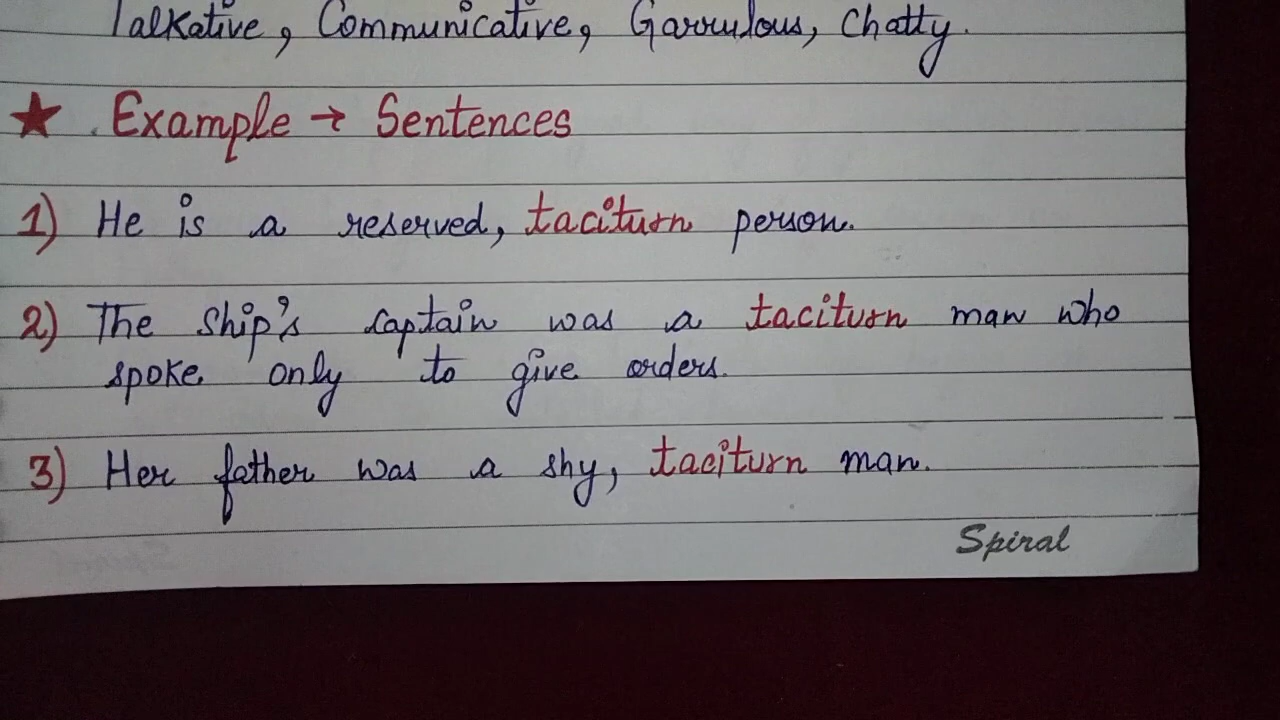 Talkative, Communicative, Garrulous, Chatty.
★ Example → Sentences
1) He is a reserved, taciturn person.
2) The ship's captain was a taciturn man who
spoke only to give orders.
3) Her father was a shy, taciturn man.
Spiral